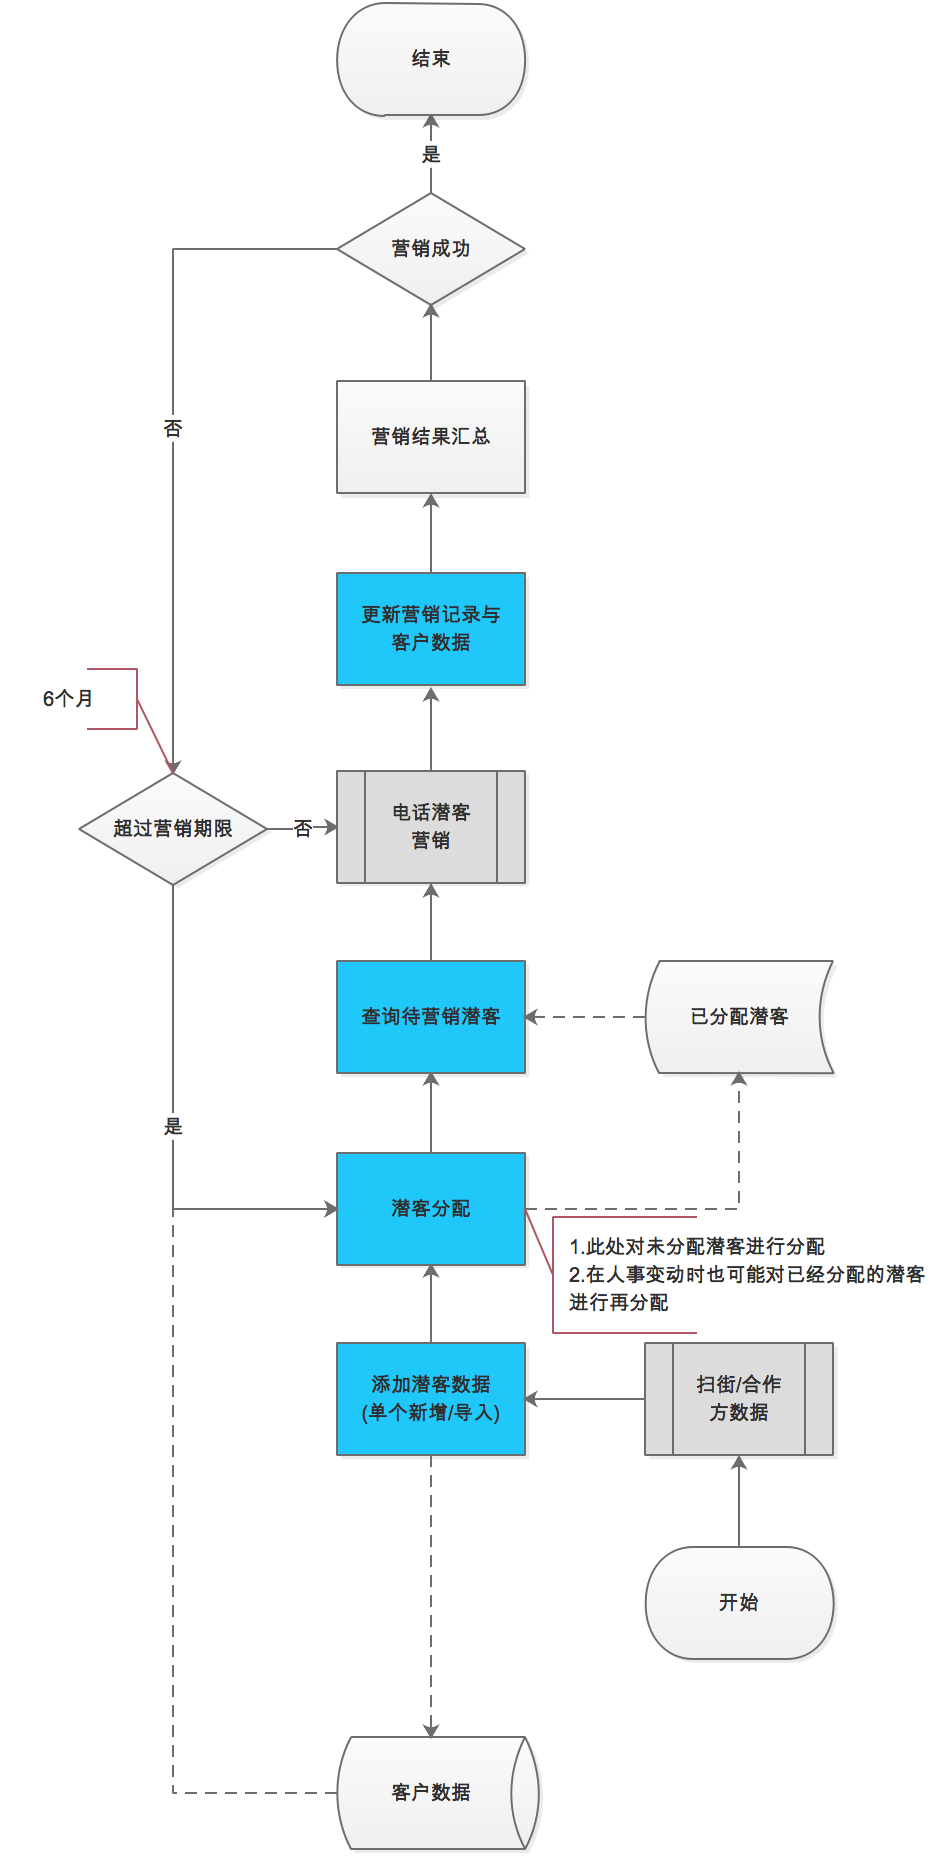 结束
是
营销成功
否
营销结果汇总
更新营销记录与
客户数据
6个月
超过营销期限
否
电话潜客
营销
查询待营销潜客
已分配潜客
是
潜客分配
1.此处对未分配潜客进行分配
2.在人事变动时也可能对已经分配的潜客
进行再分配
添加潜客数据
(单个新增/导入)
扫街/合作
方数据
开始
客户数据